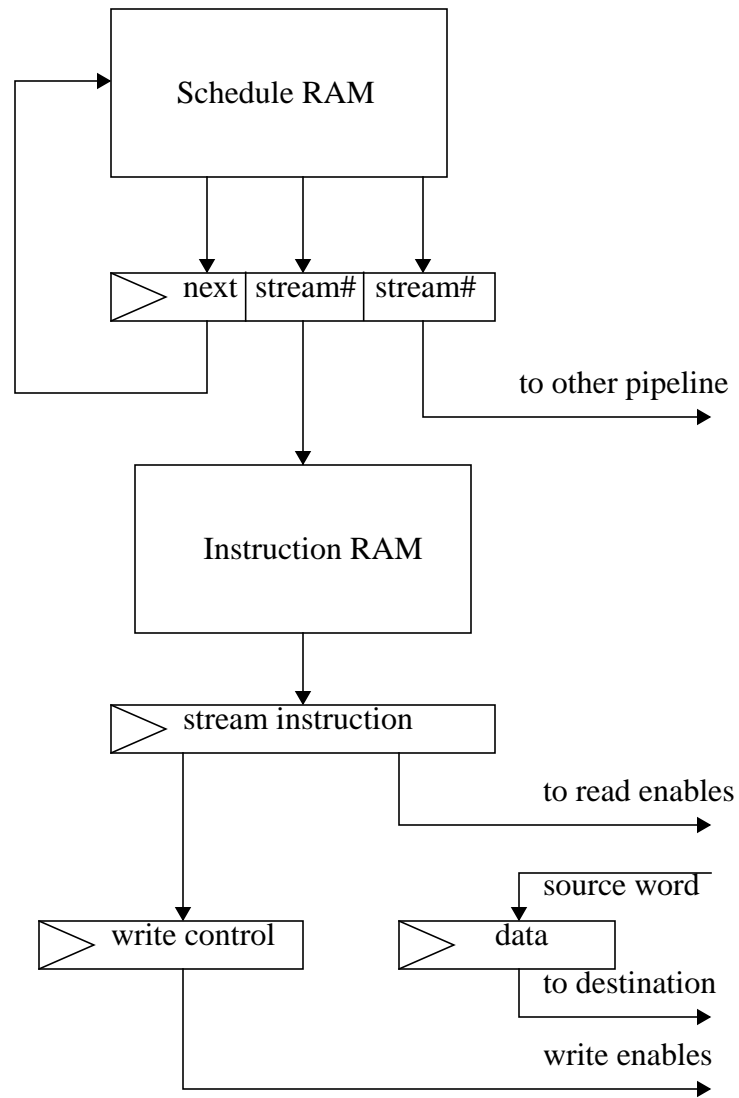 Schedule RAM
next stream# stream#
to other pipeline
Instruction RAM
stream instruction
to read enables
source word
write control data
to destination
write enables